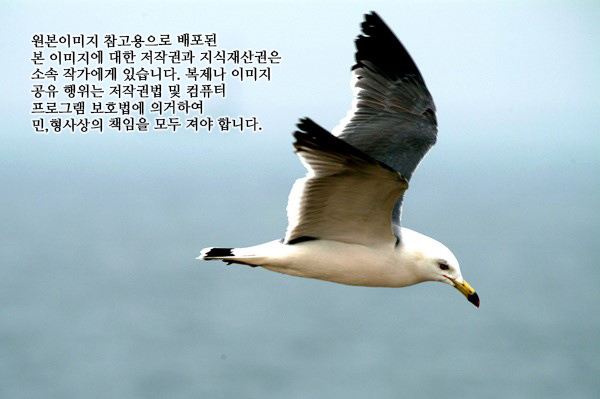 원본이미지 참고용으로 배포된
본 이미지에 대한 저작권과 지식재산권은
소속 작가에게 있습니다. 복제나 이미지
공유 행위는 저작권법 및 컴퓨터
프로그램 보호법에 의거하여
민,형사상의 책임을 모두 져야 합니다.